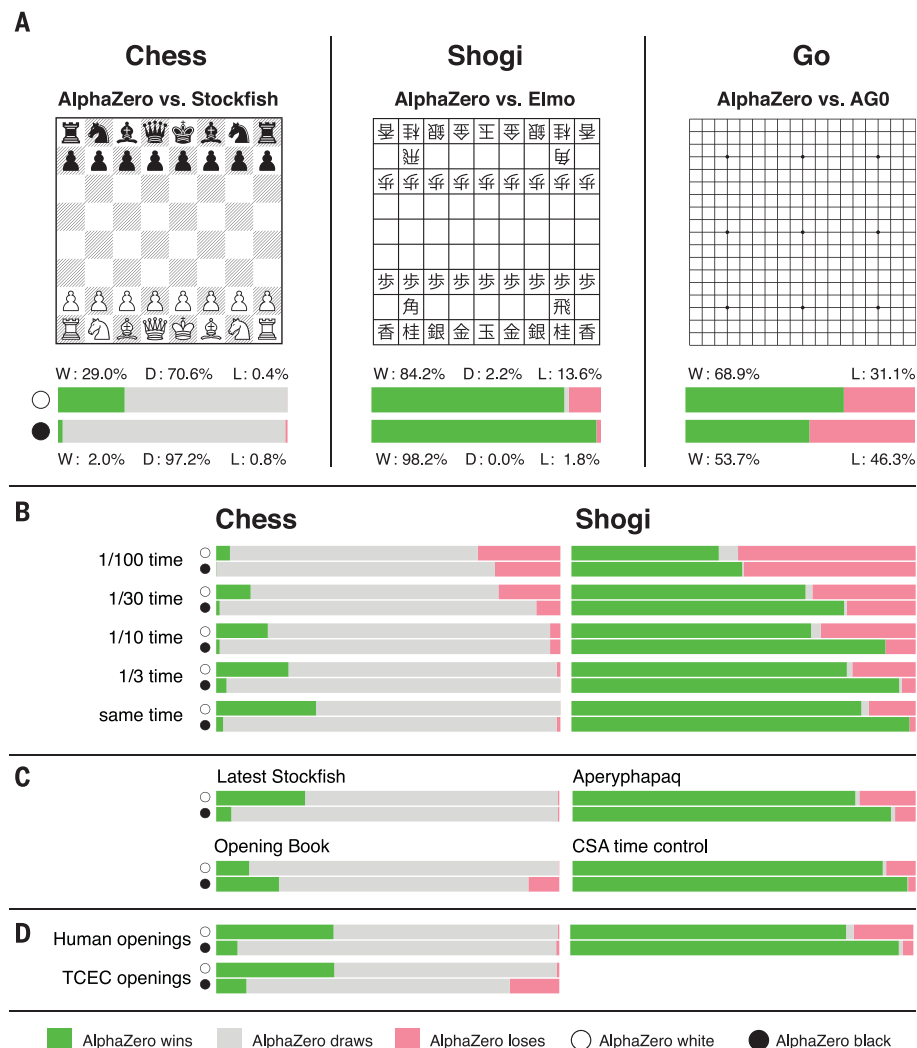 A
Chess
Shogi
Go
AlphaZero vs. Stockfish
AlphaZero vs. Elmo
AlphaZero vs. AG0
香桂銀金玉金銀桂香
飛角
歩歩歩歩歩歩歩歩歩
歩歩歩歩歩歩歩歩歩
角飛
香桂銀金玉金銀桂香
W: 29.0% D: 70.6% L: 0.4%
W: 84.2% D: 2.2% L: 13.6%
W: 68.9% L: 31.1%
W: 2.0% D: 97.2% L: 0.8%
W: 98.2% D: 0.0% L: 1.8%
W: 53.7% L: 46.3%
B
Chess
Shogi
1/100 time
1/30 time
1/10 time
1/3 time
same time
C
Latest Stockfish
Aperyphapaq
Opening Book
CSA time control
D
Human openings
TCEC openings
AlphaZero wins
AlphaZero draws
AlphaZero loses
AlphaZero white
AlphaZero black